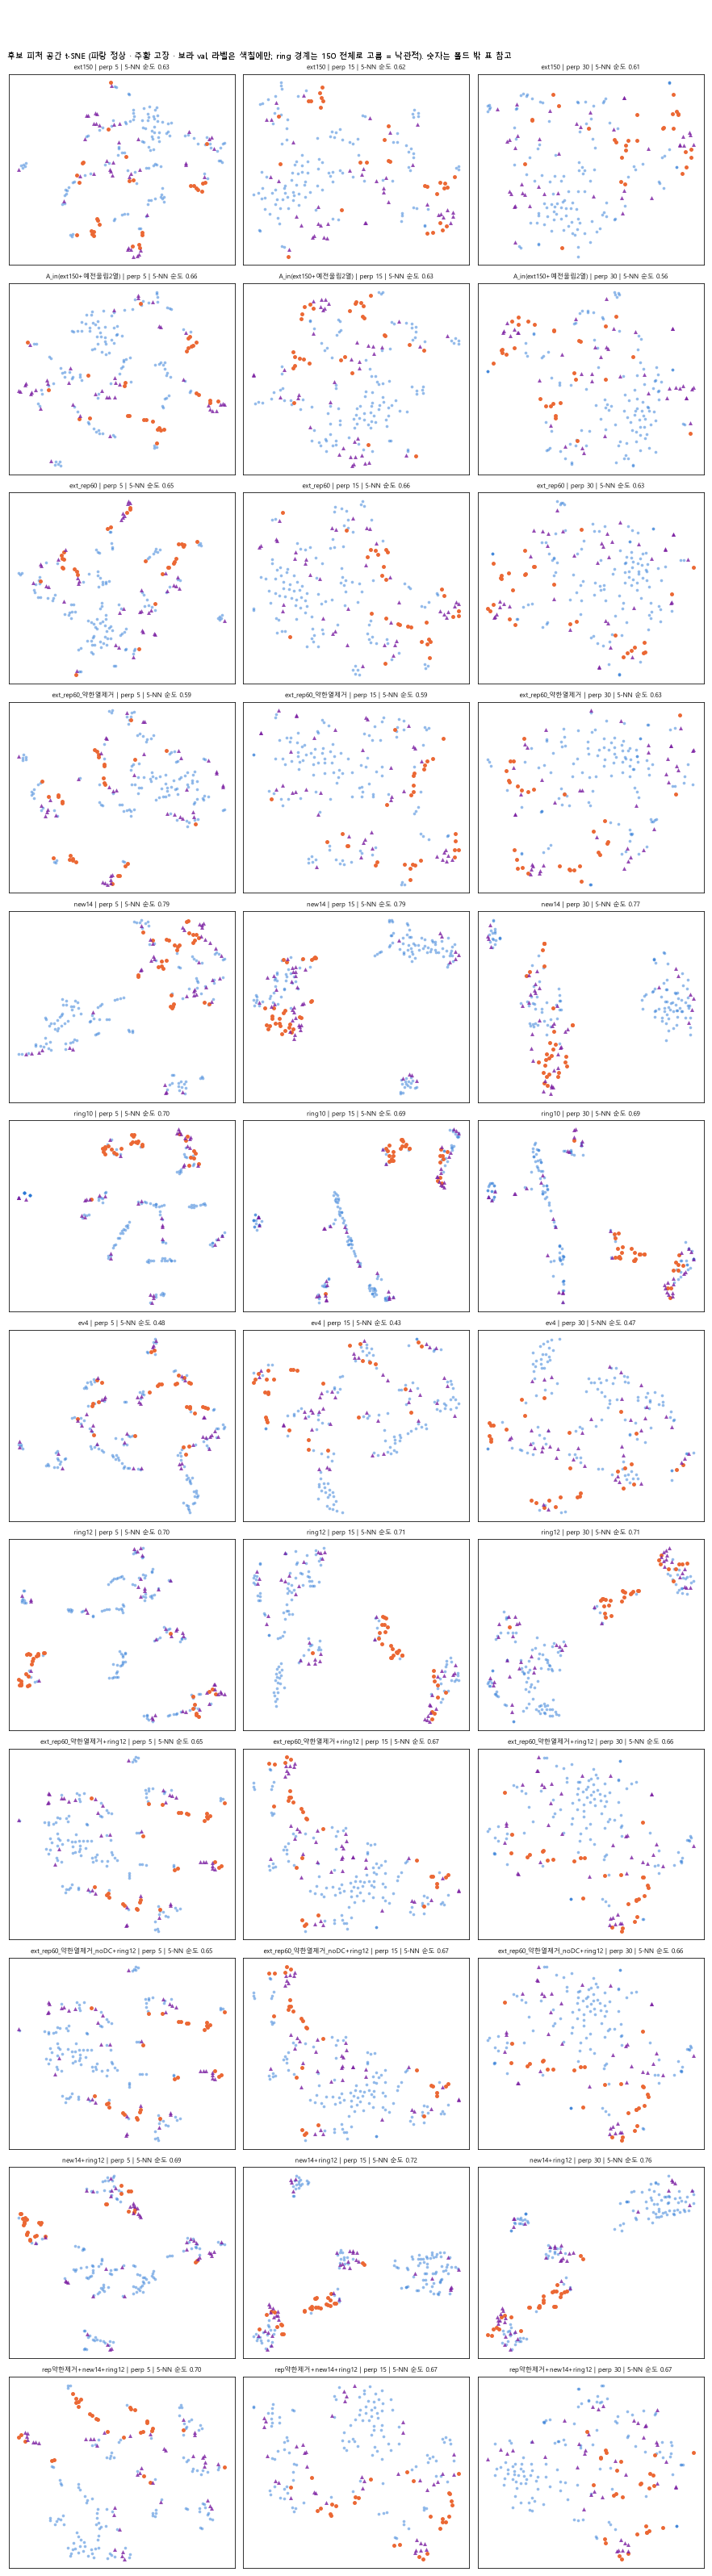 후보 피처 공간 t-SNE (파랑 정상 · 주황 고장 · 보라 val, 라벨은 색칠에만; ring 경계는 150 전체로 고름 = 낙관적). 숫자는 폴드 밖 표 참고
ext150 | perp 5 | 5-NN 순도 0.63
ext150 | perp 15 | 5-NN 순도 0.62
ext150 | perp 30 | 5-NN 순도 0.61
A_in(ext150+예전울림2열) | perp 5 | 5-NN 순도 0.66
A_in(ext150+예전울림2열) | perp 15 | 5-NN 순도 0.63
A_in(ext150+예전울림2열) | perp 30 | 5-NN 순도 0.56
ext_rep60 | perp 5 | 5-NN 순도 0.65
ext_rep60 | perp 15 | 5-NN 순도 0.66
ext_rep60 | perp 30 | 5-NN 순도 0.63
ext_rep60_약한열제거 | perp 5 | 5-NN 순도 0.59
ext_rep60_약한열제거 | perp 15 | 5-NN 순도 0.59
ext_rep60_약한열제거 | perp 30 | 5-NN 순도 0.63
new14 | perp 5 | 5-NN 순도 0.79
new14 | perp 15 | 5-NN 순도 0.79
new14 | perp 30 | 5-NN 순도 0.77
ring10 | perp 5 | 5-NN 순도 0.70
ring10 | perp 15 | 5-NN 순도 0.69
ring10 | perp 30 | 5-NN 순도 0.69
ev4 | perp 5 | 5-NN 순도 0.48
ev4 | perp 15 | 5-NN 순도 0.43
ev4 | perp 30 | 5-NN 순도 0.47
ring12 | perp 5 | 5-NN 순도 0.70
ring12 | perp 15 | 5-NN 순도 0.71
ring12 | perp 30 | 5-NN 순도 0.71
ext_rep60_약한열제거+ring12 | perp 5 | 5-NN 순도 0.65
ext_rep60_약한열제거+ring12 | perp 15 | 5-NN 순도 0.67
ext_rep60_약한열제거+ring12 | perp 30 | 5-NN 순도 0.66
ext_rep60_약한열제거_noDC+ring12 | perp 5 | 5-NN 순도 0.65
ext_rep60_약한열제거_noDC+ring12 | perp 15 | 5-NN 순도 0.67
ext_rep60_약한열제거_noDC+ring12 | perp 30 | 5-NN 순도 0.66
new14+ring12 | perp 5 | 5-NN 순도 0.69
new14+ring12 | perp 15 | 5-NN 순도 0.72
new14+ring12 | perp 30 | 5-NN 순도 0.76
rep약한제거+new14+ring12 | perp 5 | 5-NN 순도 0.70
rep약한제거+new14+ring12 | perp 15 | 5-NN 순도 0.67
rep약한제거+new14+ring12 | perp 30 | 5-NN 순도 0.67